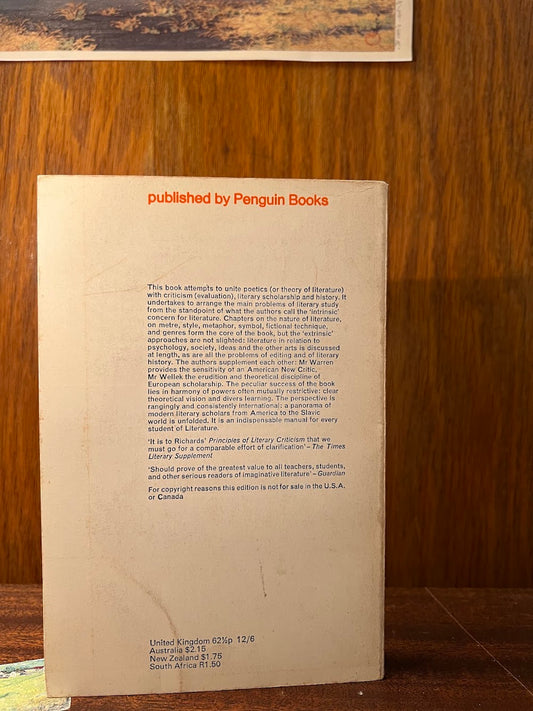 published by Penguin Books
This book attempts to unite poetics (or theory of literature)
with criticism (evaluation), literary scholarship and history. It
undertakes to arrange the main problems of literary study
from the standpoint of what the authors call the 'intrinsic'
concern for literature. Chapters on the nature of literature,
on metre, style, metaphor, symbol, fictional technique,
and genres form the core of the book, but the 'extrinsic'
approaches are not slighted: literature in relation to
psychology, society, ideas and the other arts is discussed
at length, as are all the problems of editing and of literary
history. The authors supplement each other: Mr Warren
provides the sensitivity of an American New Critic,
Mr Wellek the erudition and theoretical discipline of
European scholarship. The peculiar success of the book
lies in harmony of powers often mutually restrictive: clear
theoretical vision and divers learning. The perspective is
rangingly and consistently international; a panorama of
modern literary scholars from America to the Slavic
world is unfolded. It is an indispensable manual for every
student of Literature.
'It is to Richards' Principles of Literary Criticism that we
must go for a comparable effort of clarification' – The Times
Literary Supplement
'Should prove of the greatest value to all teachers, students,
and other serious readers of imaginative literature' – Guardian
For copyright reasons this edition is not for sale in the U.S.A.
or Canada
United Kingdom 62½p 12/6
Australia $2.15
New Zealand $1.75
South Africa R1.50